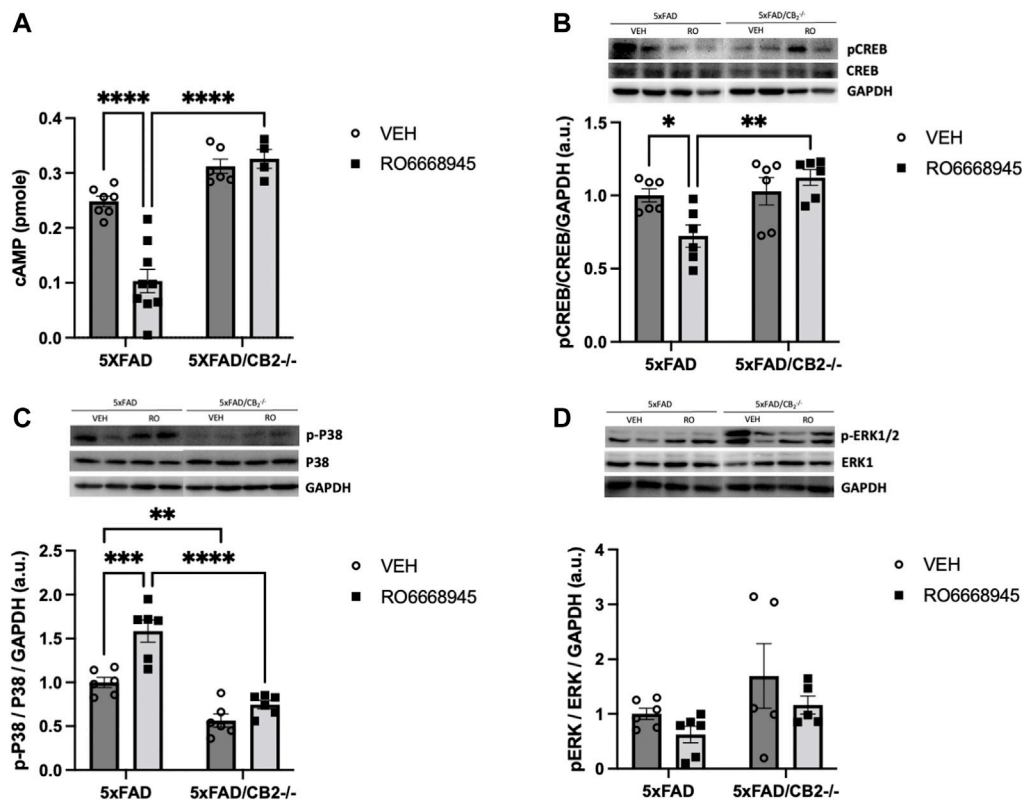 A
****
****
0.4
0.3
0.2
0.1
0.0
cAMP (pmole)
5XFAD
5XFAD/CB2-/-
VEH
RO6668945
B
5xFAD
5xFAD/CB2-/-
VEH
RO
VEH
RO
pCREB
CREB
GAPDH
*
**
1.5
1.0
0.5
0.0
pCREB/CREB/GAPDH (a.u.)
5xFAD
5xFAD/CB2-/-
VEH
RO6668945
C
5xFAD
5xFAD/CB2-/-
VEH
RO
VEH
RO
p-P38
P38
GAPDH
**
***
****
2.5
2.0
1.5
1.0
0.5
0.0
p-P38 / P38 / GAPDH (a.u.)
5xFAD
5xFAD/CB2-/-
VEH
RO6668945
D
5xFAD
5xFAD/CB2-/-
VEH
RO
VEH
RO
p-ERK1/2
ERK1
GAPDH
4
3
2
1
0
pERK / ERK / GAPDH (a.u.)
5xFAD
5xFAD/CB2-/-
VEH
RO6668945